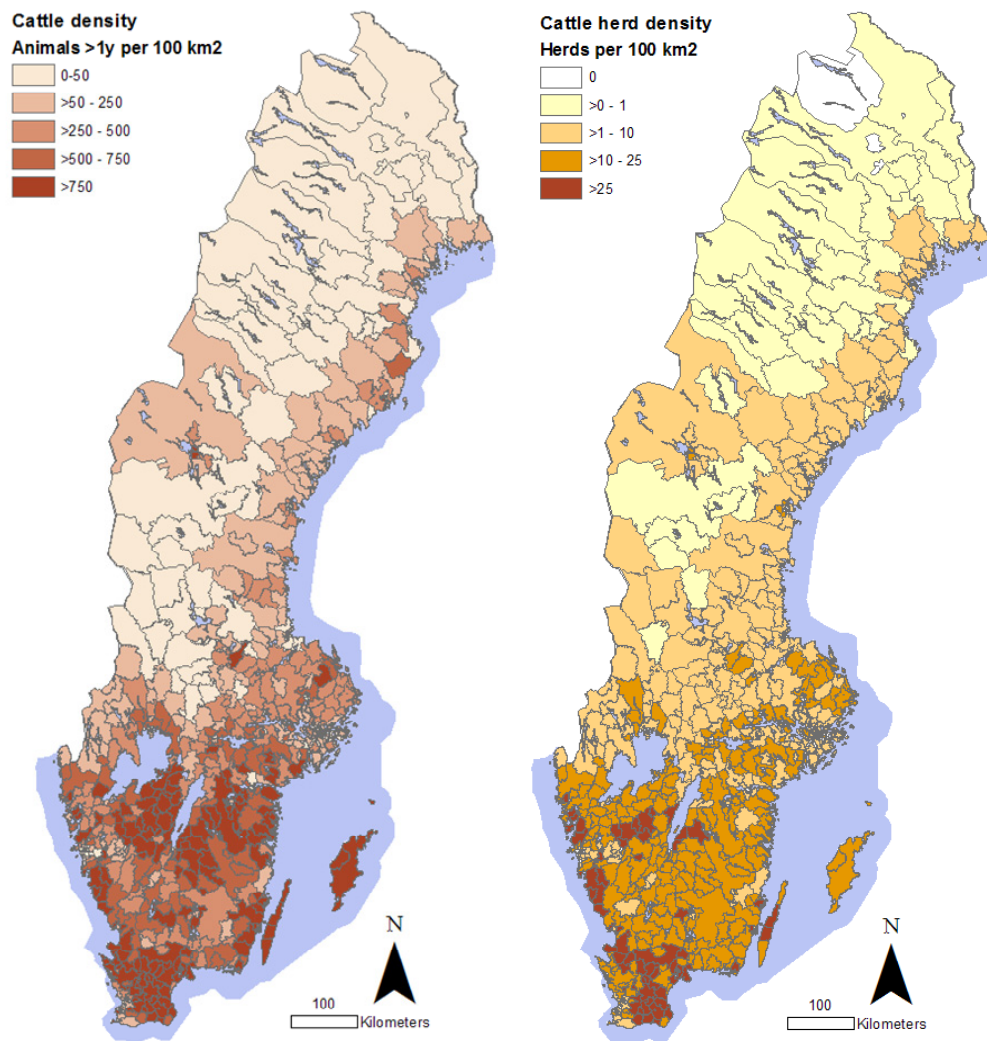 Cattle density
Animals >1y per 100 km2
0-50
>50 - 250
>250 - 500
>500 - 750
>750
N
100
Kilometers
Cattle herd density
Herds per 100 km2
0
>0 - 1
>1 - 10
>10 - 25
>25
N
100
Kilometers